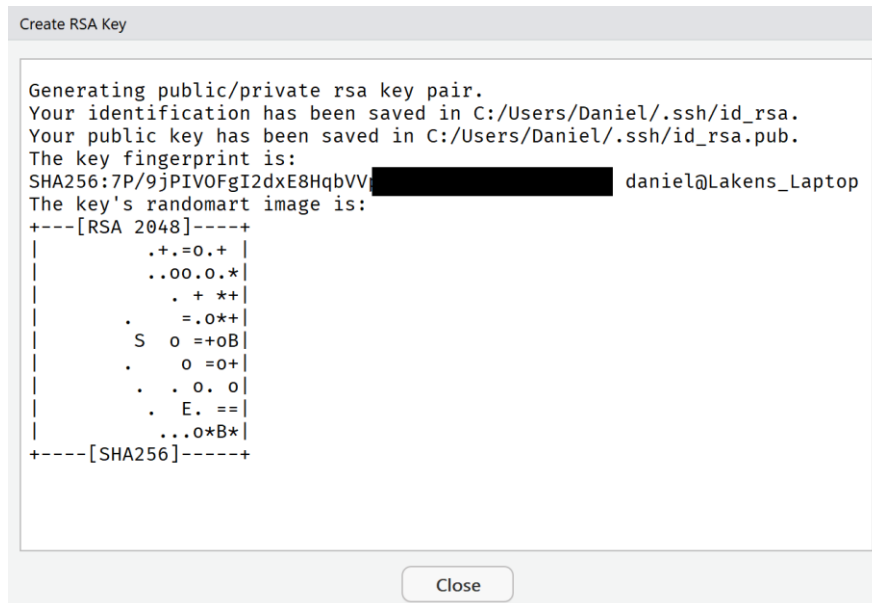 Create RSA Key
Generating public/private rsa key pair.
Your identification has been saved in C:/Users/Daniel/.ssh/id_rsa.
Your public key has been saved in C:/Users/Daniel/.ssh/id_rsa.pub.
The key fingerprint is:
SHA256:7P/9jPIVOFgI2dxE8HqbVV daniel@Lakens_Laptop
The key's randomart image is:
+---[RSA 2048]----+
|         .+.=o.+ |
|         ..oo.o.*|
|           . + *+|
|       .    =.o*+|
|        S  o =+oB|
|       .    o =o+|
|        .  . o. o|
|         .  E. ==|
|          ...o*B*|
+----[SHA256]-----+
Close